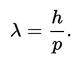 λ = h/p.